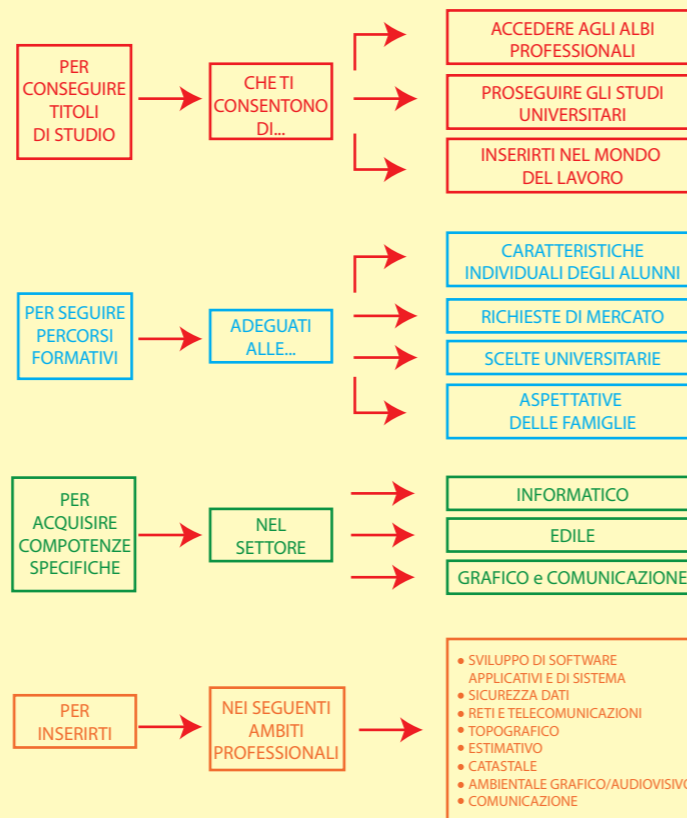 PER
CONSEGUIRE
TITOLI
DI STUDIO
CHE TI
CONSENTONO
DI...
ACCEDERE AGLI ALBI
PROFESSIONALI
PROSEGUIRE GLI STUDI
UNIVERSITARI
INSERIRTI NEL MONDO
DEL LAVORO
PER SEGUIRE
PERCORSI
FORMATIVI
ADEGUATI
ALLE...
CARATTERISTICHE
INDIVIDUALI DEGLI ALUNNI
RICHIESTE DI MERCATO
SCELTE UNIVERSITARIE
ASPETTATIVE
DELLE FAMIGLIE
PER
ACQUISIRE
COMPOTENZE
SPECIFICHE
NEL
SETTORE
INFORMATICO
EDILE
GRAFICO e COMUNICAZIONE
PER
INSERIRTI
NEI SEGUENTI
AMBITI
PROFESSIONALI
• SVILUPPO DI SOFTWARE
APPLICATIVI E DI SISTEMA
• SICUREZZA DATI
• RETI E TELECOMUNICAZIONI
• TOPOGRAFICO
• ESTIMATIVO
• CATASTALE
• AMBIENTALE GRAFICO/AUDIOVISIVO
• COMUNICAZIONE